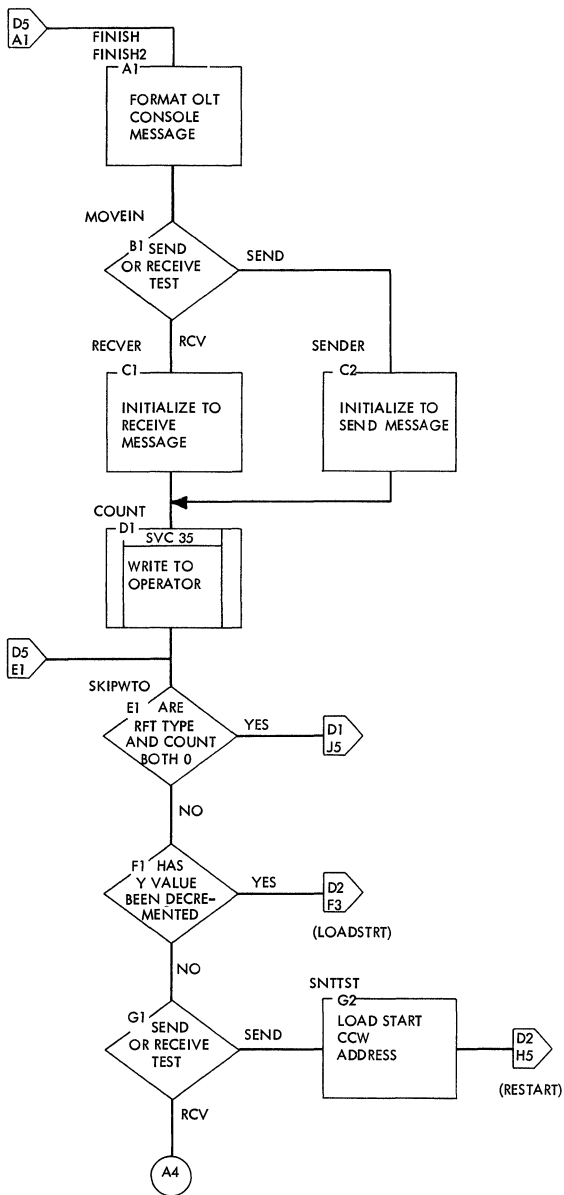 D5
A1
FINISH
FINISH2
A1
FORMAT OLT
CONSOLE
MESSAGE
MOVEIN
B1 SEND
OR RECEIVE
TEST
SEND
RCV
RECVER
C1
INITIALIZE TO
RECEIVE
MESSAGE
SENDER
C2
INITIALIZE TO
SEND MESSAGE
COUNT
D1
SVC 35
WRITE TO
OPERATOR
D5
E1
SKIPWTO
E1 ARE
RFT TYPE
AND COUNT
BOTH 0
YES
D1
J5
NO
F1 HAS
Y VALUE
BEEN DECRE-
MENTED
YES
D2
F3
(LOADSTRT)
NO
G1
SEND
OR RECEIVE
TEST
SEND
SNTTST
G2
LOAD START
CCW
ADDRESS
D2
H5
(RESTART)
RCV
A4